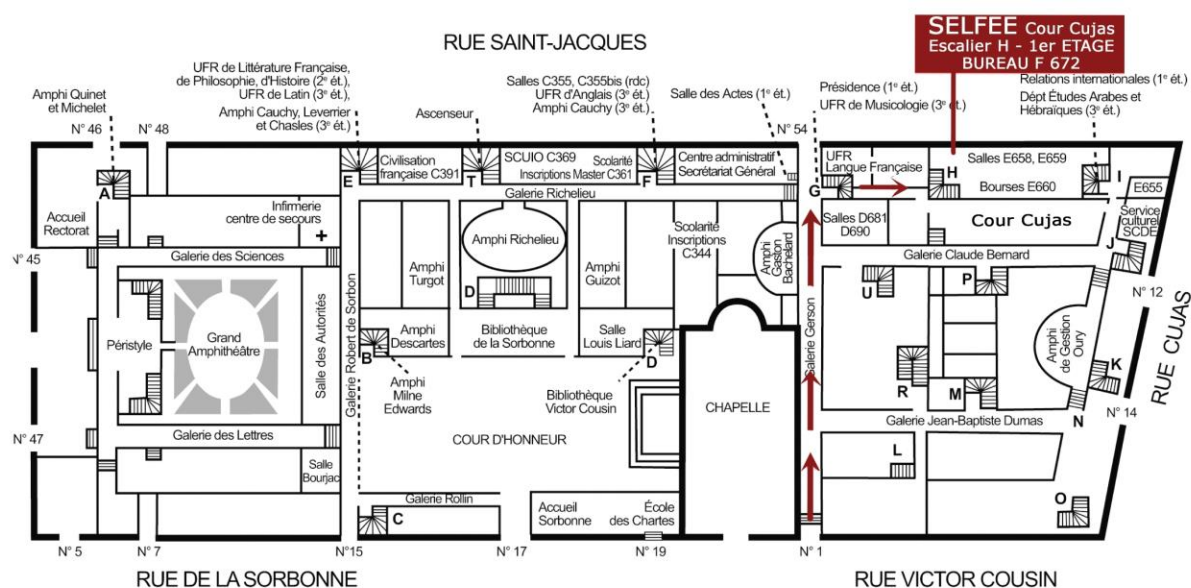 RUE SAINT-JACQUES
SELFEE Cour Cujas
Escalier H - 1er ETAGE
BUREAU F 672
Amphi Quinet
et Michelet
UFR de Littérature Française,
de Philosophie, d'Histoire (2ᵉ ét.),
UFR de Latin (3ᵉ ét.),
Amphi Cauchy, Leverrier
et Chasles (3ᵉ ét.)
Ascenseur
Salles C355, C355bis (rdc)
UFR d'Anglais (3ᵉ ét.)
Amphi Cauchy (3ᵉ ét.)
Salle des Actes (1ᵉ ét.)
Présidence (1ᵉ ét.)
UFR de Musicologie (3ᵉ ét.)
Relations internationales (1ᵉ ét.)
Dépt Études Arabes et
Hébraïques (3ᵉ ét.)
N° 46
N° 48
N° 54
A
E
Civilisation
française C391
T
SCUIO C369
Scolarité
Inscriptions Master C361
F
Centre administratif
Secrétariat Général
G
UFR
Langue Française
H
Salles E658, E659
Bourses E660
I
E655
Accueil
Rectorat
Infirmerie
centre de secours
+
Galerie Richelieu
Salles D681
D690
Cour Cujas
Service
culturel
SCDE
J
N° 45
Galerie des Sciences
Amphi
Turgot
Amphi Richelieu
D
Amphi
Guizot
Scolarité
Inscriptions
C344
Amphi
Gaston
Bachelard
Galerie Claude Bernard
U
P
N° 12
Péristyle
Grand
Amphithéâtre
Salle des Autorités
Galerie Robert de Sorbon
Amphi
Descartes
B
Bibliothèque
de la Sorbonne
Salle
Louis Liard
D
Galerie Gerson
Amphi
de Gestion
Oury
RUE CUJAS
Amphi
Milne
Edwards
Bibliothèque
Victor Cousin
CHAPELLE
R
M
K
N
N° 14
N° 47
Galerie des Lettres
COUR D'HONNEUR
Galerie Jean-Baptiste Dumas
Salle
Bourjac
L
Galerie Rollin
C
Accueil
Sorbonne
École
des Chartes
O
N° 5
N° 7
N°15
N° 17
N° 19
N° 1
RUE DE LA SORBONNE
RUE VICTOR COUSIN